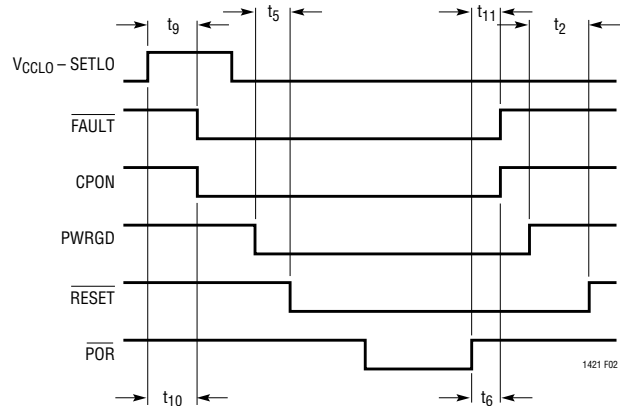 t9 t5 t11 t2
VCCLO – SETLO
FAULT
CPON
PWRGD
RESET
POR
1421 F02
t10 t6